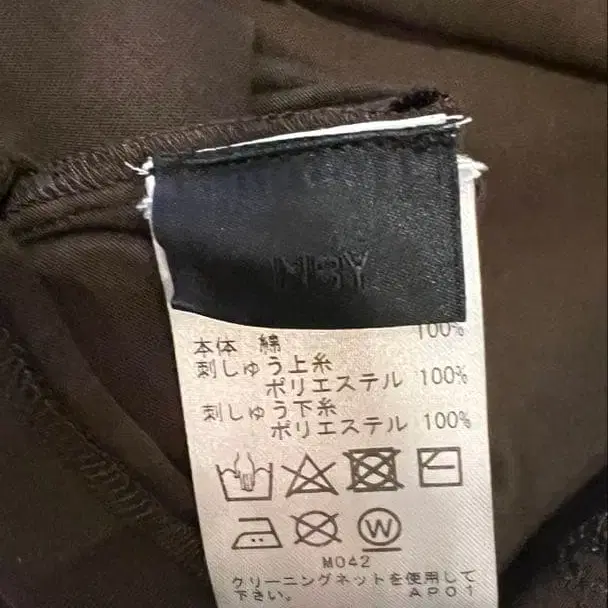 MBY
100%
本体 綿
刺しゅう上糸
ポリエステル 100%
刺しゅう下糸
ポリエステル 100%
W
M042
クリーニングネットを使用して
下さい。 AP01